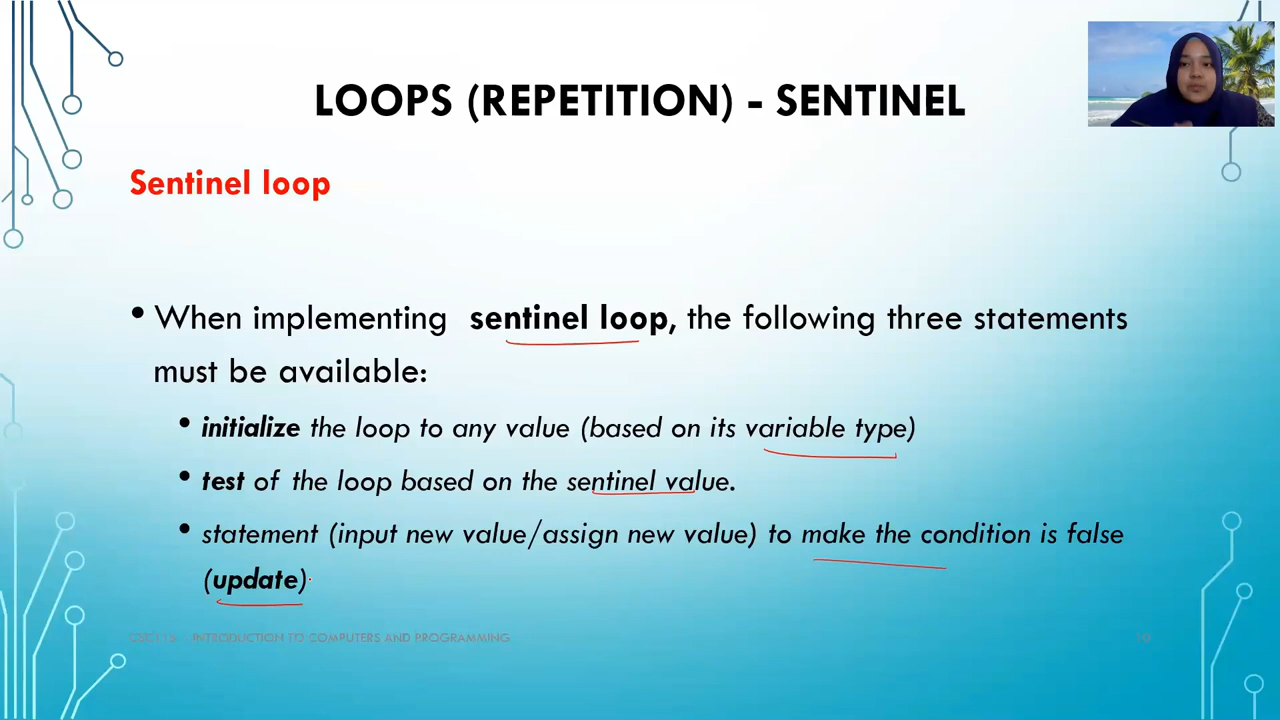 LOOPS (REPETITION) - SENTINEL
Sentinel loop
• When implementing sentinel loop, the following three statements
must be available:
• initialize the loop to any value (based on its variable type)
• test of the loop based on the sentinel value.
• statement (input new value/assign new value) to make the condition is false
(update)
INTRODUCTION TO COMPUTERS AND PROGRAMMING
10